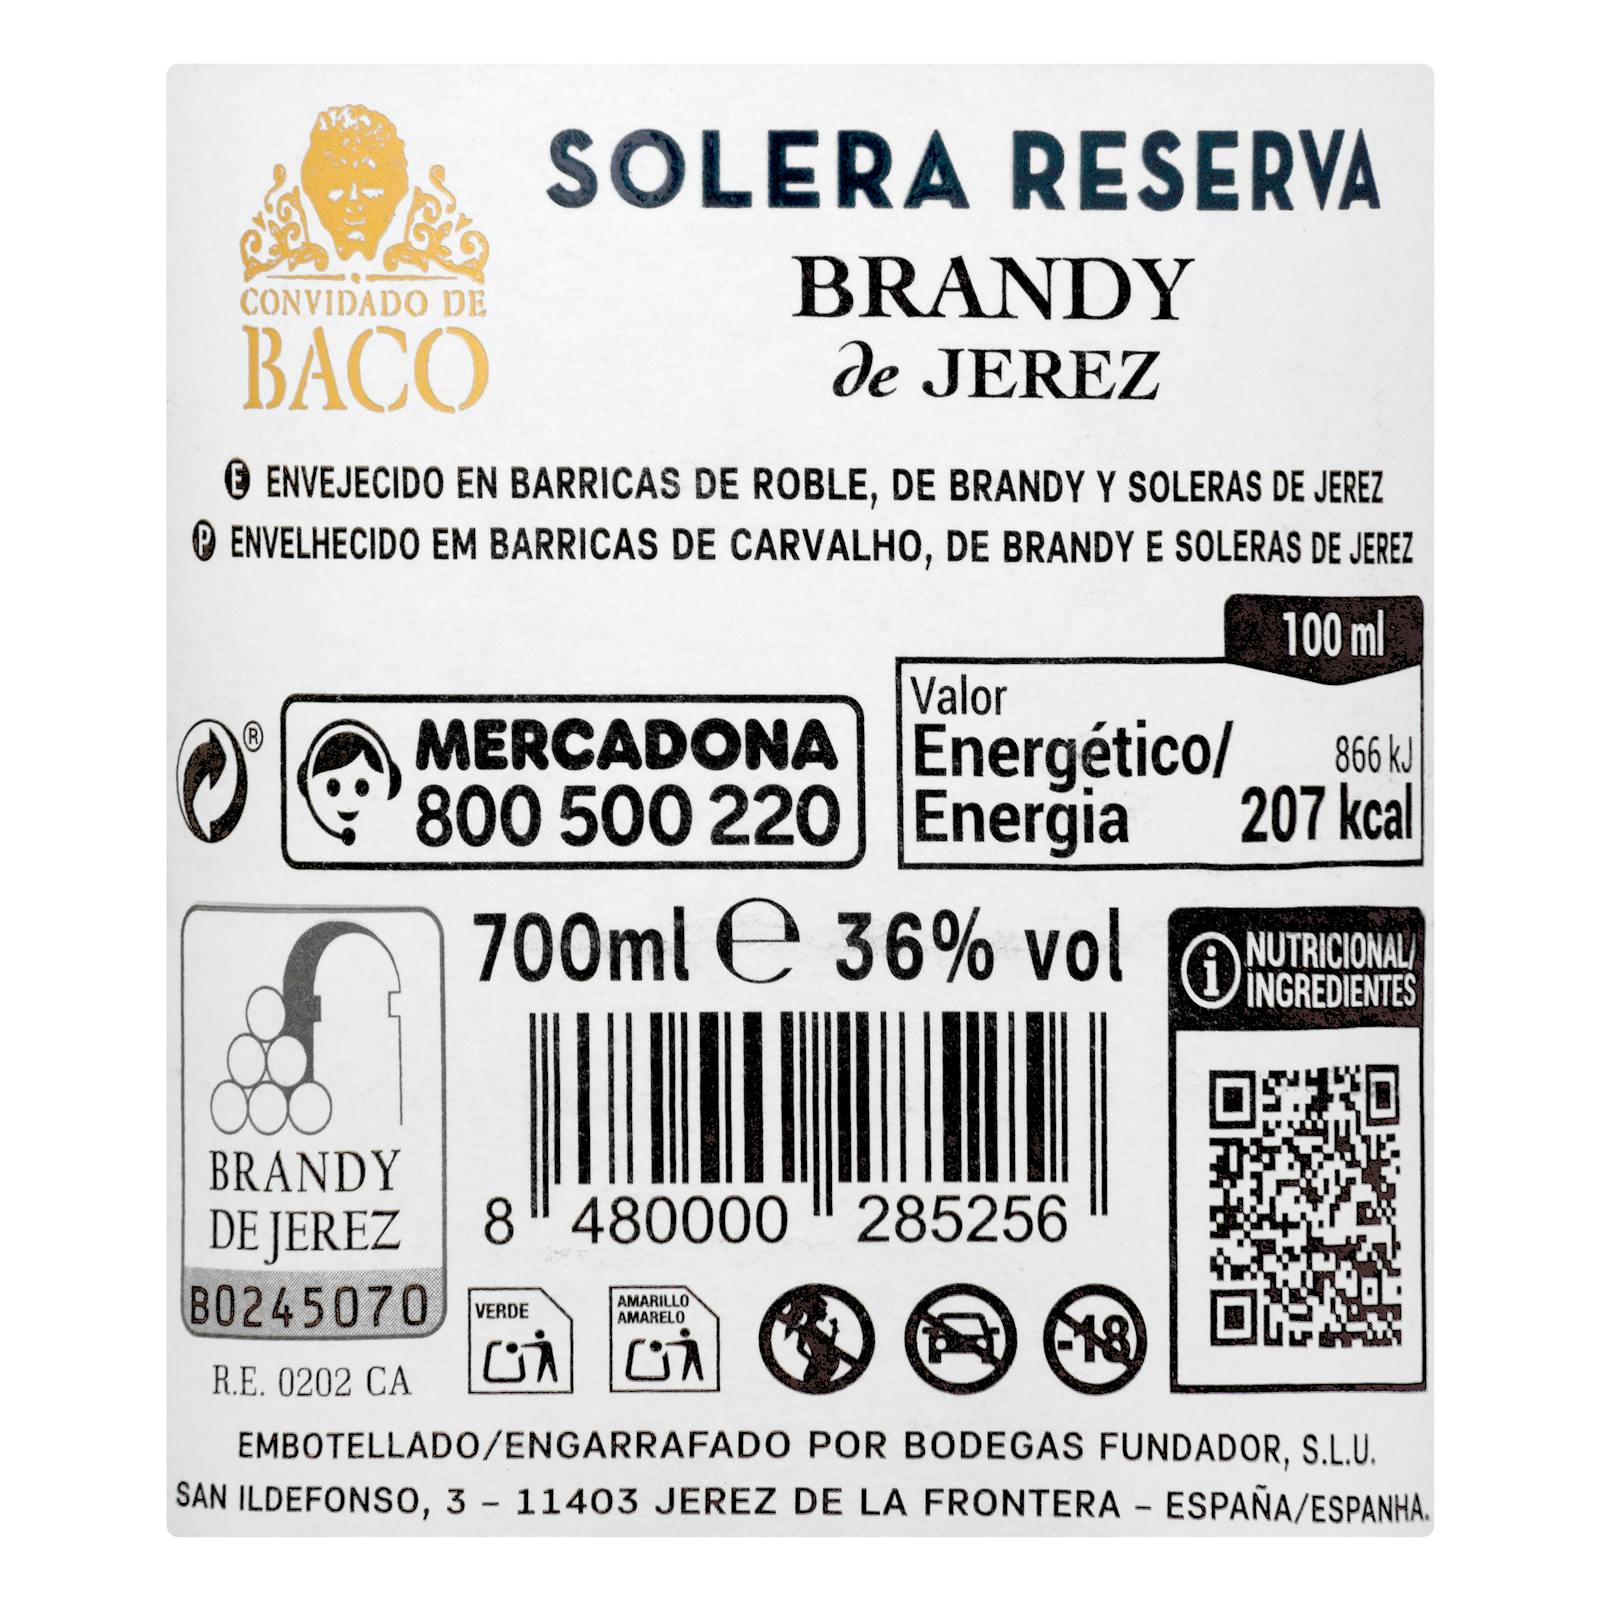 SOLERA RESERVA
BRANDY
de JEREZ
CONVIDADO DE
BACO
E ENVEJECIDO EN BARRICAS DE ROBLE, DE BRANDY Y SOLERAS DE JEREZ
P ENVELHECIDO EM BARRICAS DE CARVALHO, DE BRANDY E SOLERAS DE JEREZ
100 ml
Valor
Energético/
Energia
866 kJ
207 kcal
®
MERCADONA
800 500 220
700ml e 36% vol
8 480000 285256
NUTRICIONAL/
INGREDIENTES
BRANDY
DE JEREZ
B0245070
R.E. 0202 CA
VERDE
AMARILLO
AMARELO
-18
EMBOTELLADO/ENGARRAFADO POR BODEGAS FUNDADOR, S.L.U.
SAN ILDEFONSO, 3 – 11403 JEREZ DE LA FRONTERA – ESPAÑA/ESPANHA.